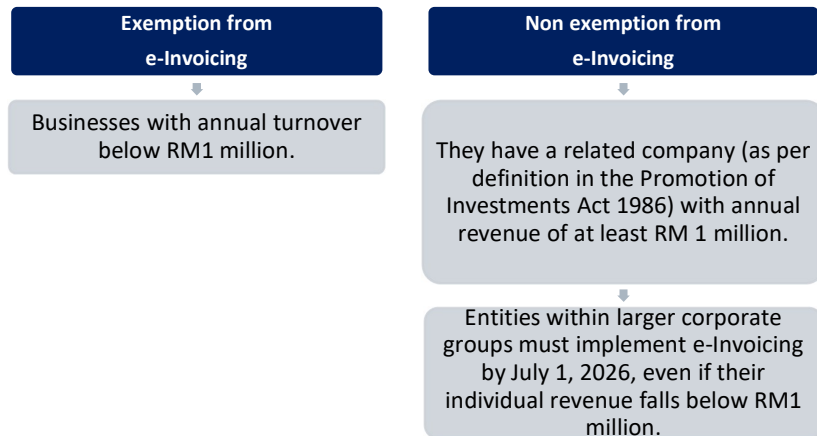 Exemption from
e-Invoicing
Businesses with annual turnover
below RM1 million.
Non exemption from
e-Invoicing
They have a related company (as per
definition in the Promotion of
Investments Act 1986) with annual
revenue of at least RM 1 million.
Entities within larger corporate
groups must implement e-Invoicing
by July 1, 2026, even if their
individual revenue falls below RM1
million.